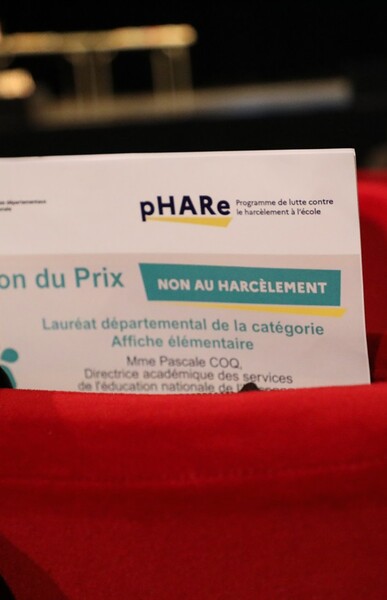 départementaux
pHARe
Programme de lutte contre
le harcèlement à l'école
on du Prix
NON AU HARCÈLEMENT
Lauréat départemental de la catégorie
Affiche élémentaire
Mme Pascale COQ,
Directrice académique des services
de l'éducation nationale de